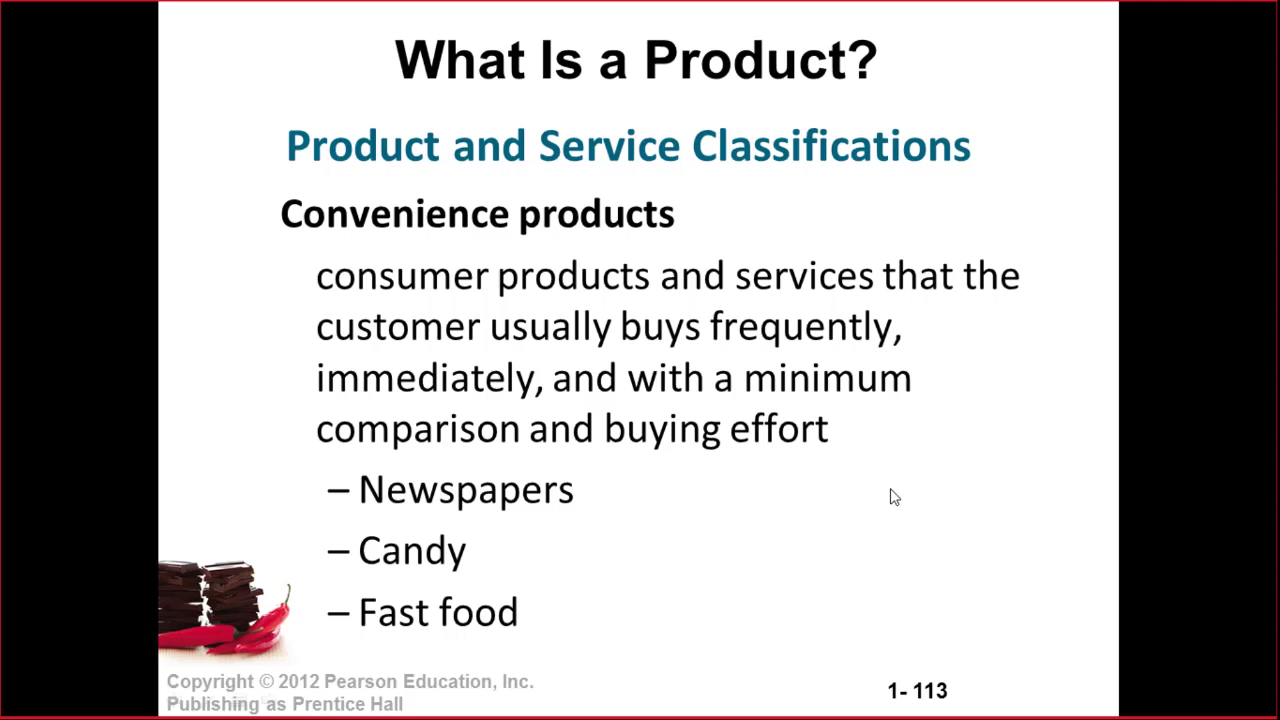 What Is a Product?
Product and Service Classifications
Convenience products
consumer products and services that the
customer usually buys frequently,
immediately, and with a minimum
comparison and buying effort
– Newspapers
– Candy
– Fast food
Copyright © 2012 Pearson Education, Inc.
Publishing as Prentice Hall
1- 113